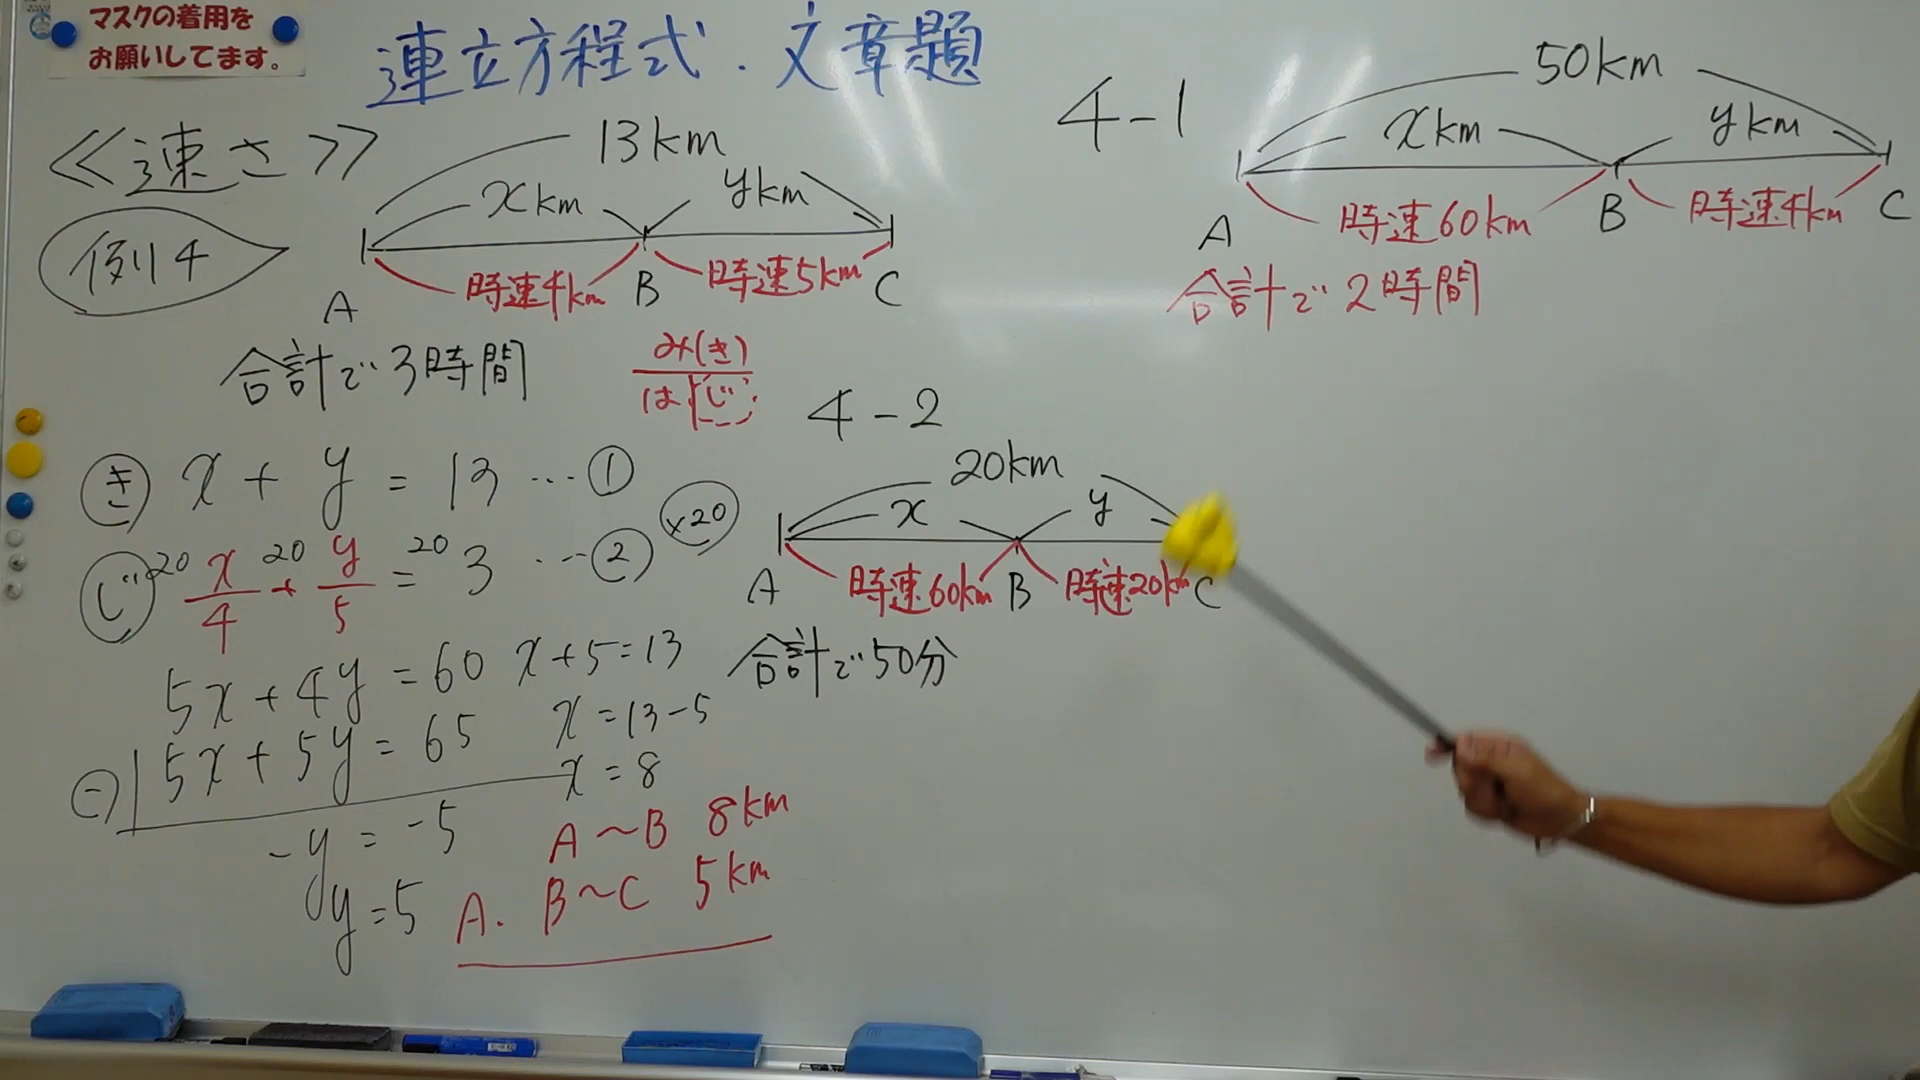 マスクの着用を
お願いしてます。
連立方程式・文章題
≪速さ≫
例4
13km
xkm ykm
時速4km 時速5km
A B C
合計で3時間
み(き)
は じ
き x + y = 13 … ①
じ 20 x/4 + 20 y/5 = 20 3 … ② ×20
5x + 4y = 60
⊖ 5x + 5y = 65
-y = -5
y = 5
x + 5 = 13
x = 13 - 5
x = 8
A〜B 8km
A. B〜C 5km
4-1
50km
xkm ykm
時速60km 時速4km
A B C
合計で2時間
4-2
20km
x y
時速60km 時速20km
A B C
合計で50分